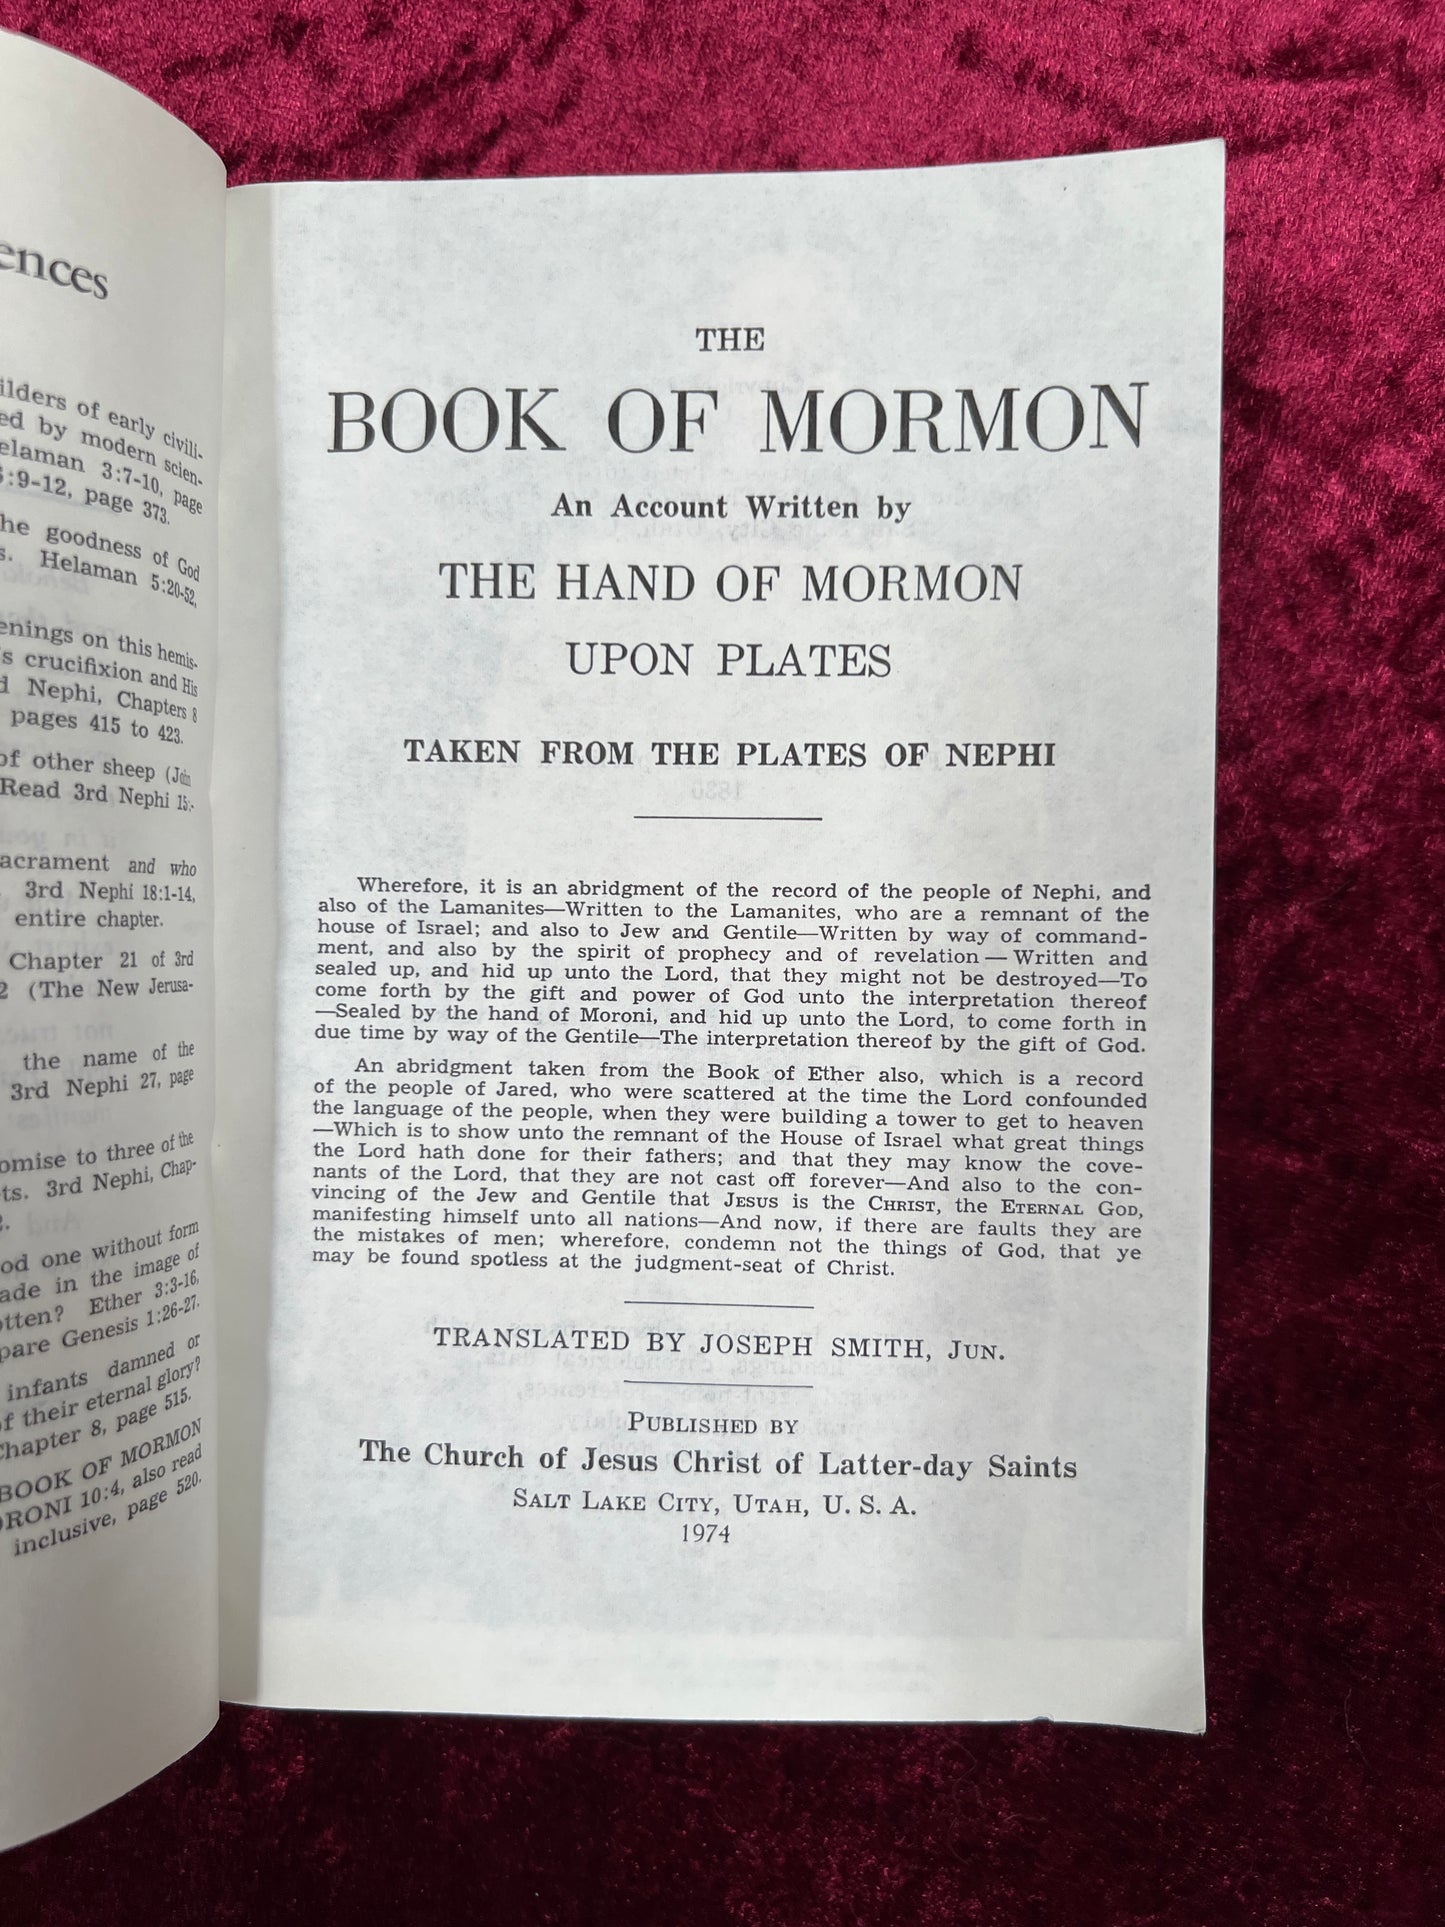 ences
ilders of early civili-
ed by modern scien-
elaman 3:7-10, page
:9-12, page 373.
he goodness of God
s. Helaman 5:20-52,
enings on this hemis-
s crucifixion and His
d Nephi, Chapters 8
pages 415 to 423.
of other sheep (John
Read 3rd Nephi 15:-
acrament and who
3rd Nephi 18:1-14,
entire chapter.
Chapter 21 of 3rd
2 (The New Jerusa-
the name of the
3rd Nephi 27, page
omise to three of the
ts. 3rd Nephi, Chap-
2.
od one without form
ade in the image of
otten? Ether 3:3-16,
pare Genesis 1:26-27.
infants damned or
of their eternal glory?
Chapter 8, page 515.
BOOK OF MORMON
ORONI 10:4, also read
inclusive, page 520.
THE
BOOK OF MORMON
An Account Written by
THE HAND OF MORMON
UPON PLATES
TAKEN FROM THE PLATES OF NEPHI
Wherefore, it is an abridgment of the record of the people of Nephi, and
also of the Lamanites—Written to the Lamanites, who are a remnant of the
house of Israel; and also to Jew and Gentile—Written by way of command-
ment, and also by the spirit of prophecy and of revelation—Written and
sealed up, and hid up unto the Lord, that they might not be destroyed—To
come forth by the gift and power of God unto the interpretation thereof
—Sealed by the hand of Moroni, and hid up unto the Lord, to come forth in
due time by way of the Gentile—The interpretation thereof by the gift of God.
An abridgment taken from the Book of Ether also, which is a record
of the people of Jared, who were scattered at the time the Lord confounded
the language of the people, when they were building a tower to get to heaven
—Which is to show unto the remnant of the House of Israel what great things
the Lord hath done for their fathers; and that they may know the cove-
nants of the Lord, that they are not cast off forever—And also to the con-
vincing of the Jew and Gentile that JESUS is the CHRIST, the ETERNAL GOD,
manifesting himself unto all nations—And now, if there are faults they are
the mistakes of men; wherefore, condemn not the things of God, that ye
may be found spotless at the judgment-seat of Christ.
TRANSLATED BY JOSEPH SMITH, JUN.
PUBLISHED BY
The Church of Jesus Christ of Latter-day Saints
SALT LAKE CITY, UTAH, U. S. A.
1974